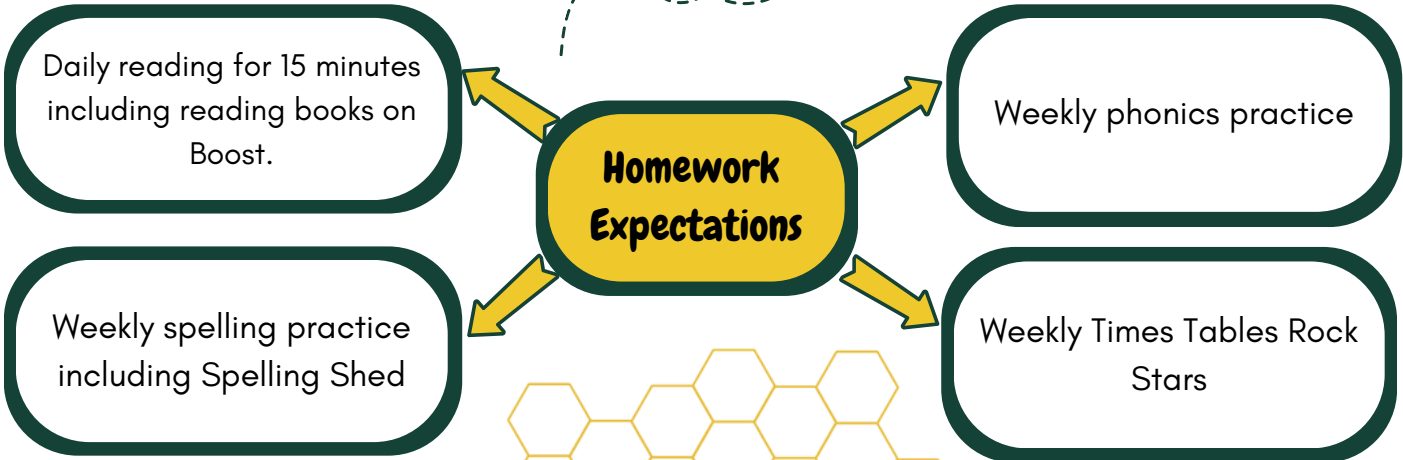 Daily reading for 15 minutes
including reading books on
Boost.
Homework
Expectations
Weekly phonics practice
Weekly spelling practice
including Spelling Shed
Weekly Times Tables Rock
Stars